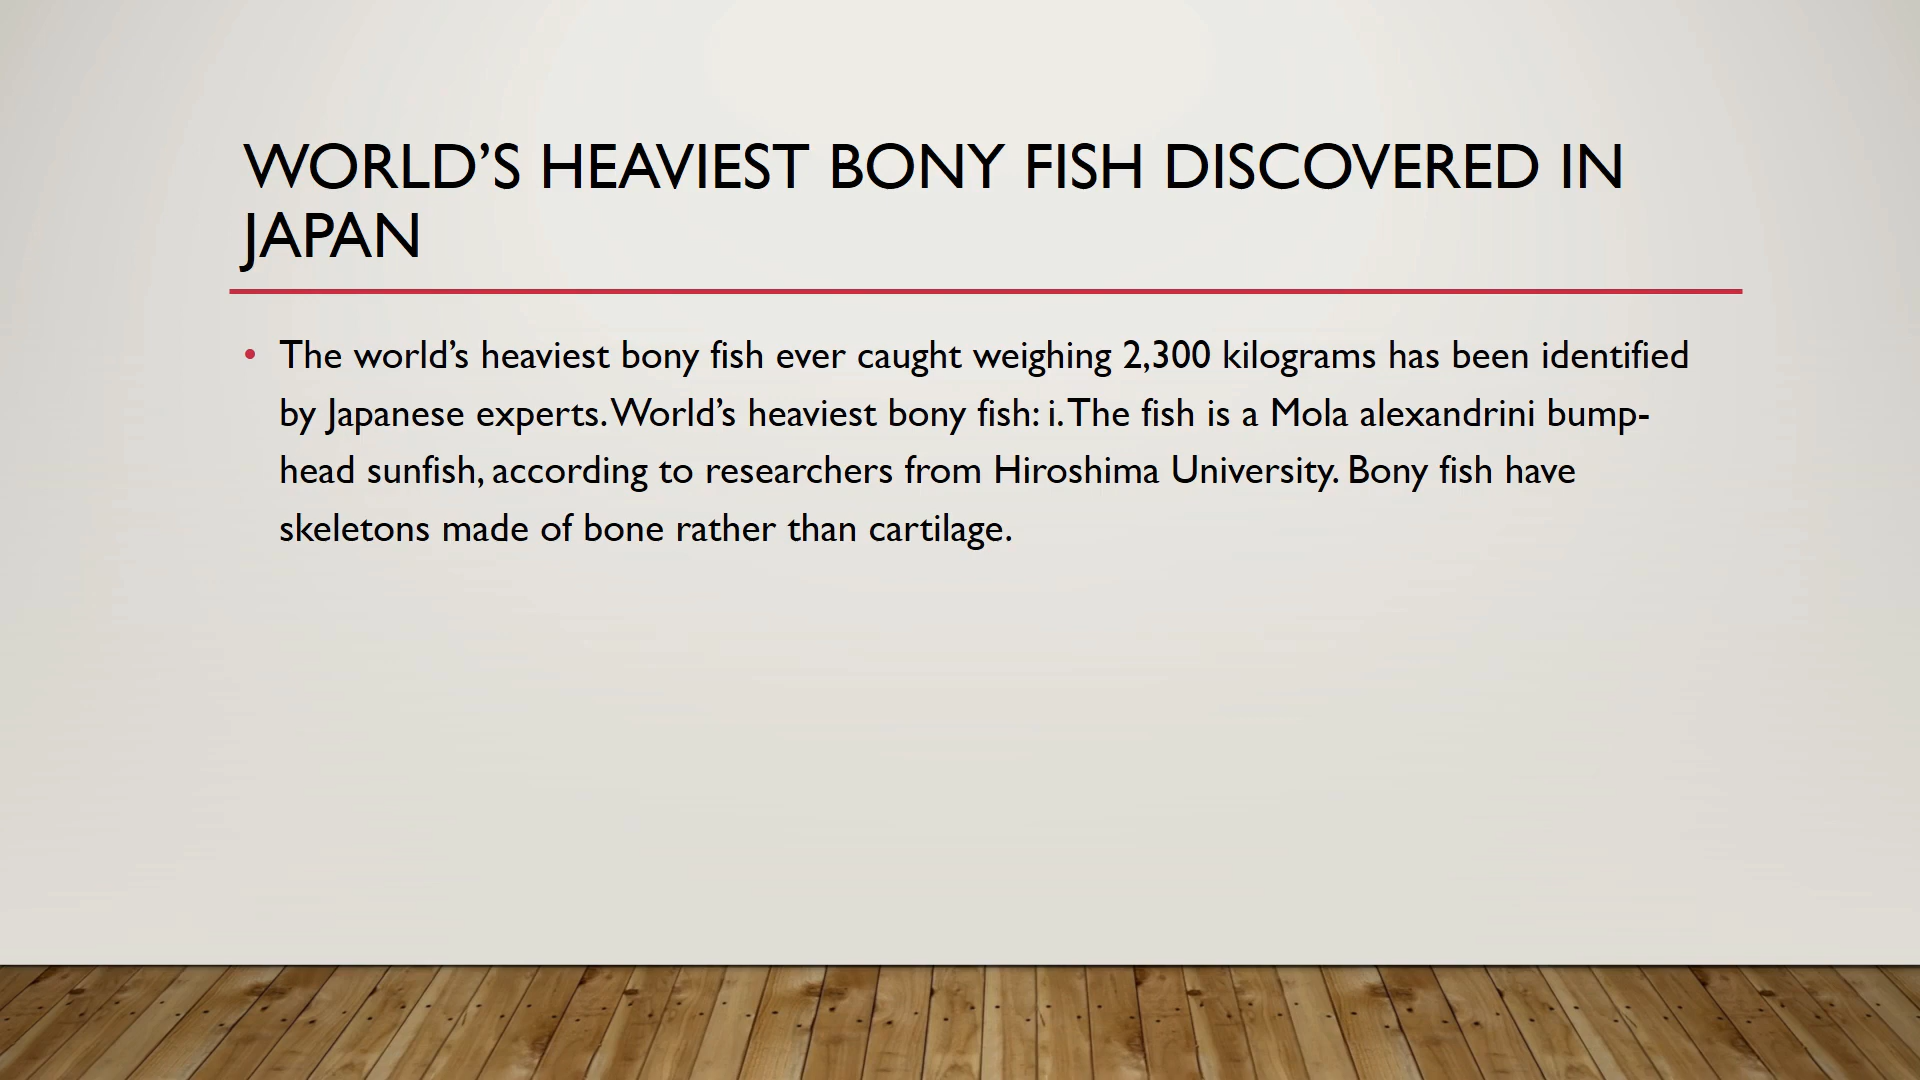 WORLD’S HEAVIEST BONY FISH DISCOVERED IN
JAPAN
• The world’s heaviest bony fish ever caught weighing 2,300 kilograms has been identified
by Japanese experts. World’s heaviest bony fish: i. The fish is a Mola alexandrini bump-
head sunfish, according to researchers from Hiroshima University. Bony fish have
skeletons made of bone rather than cartilage.